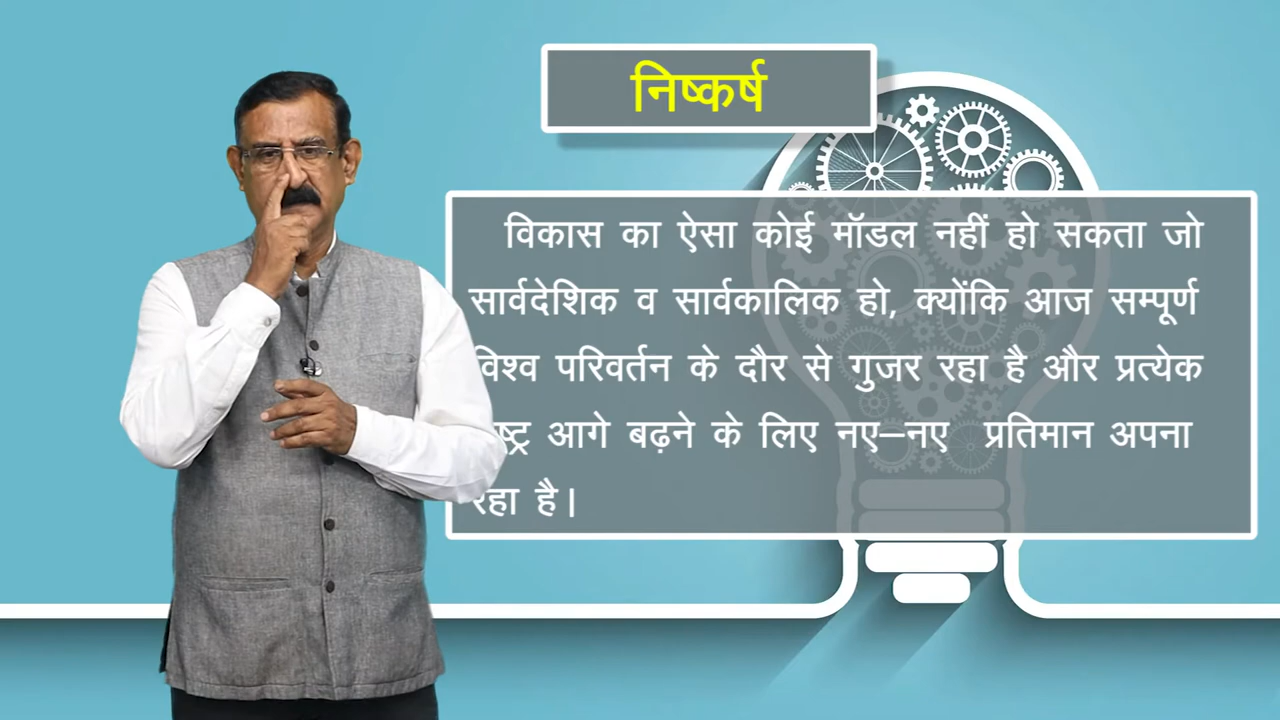 निष्कर्ष
विकास का ऐसा कोई मॉडल नहीं हो सकता जो
सार्वदेशिक व सार्वकालिक हो, क्योंकि आज सम्पूर्ण
विश्व परिवर्तन के दौर से गुजर रहा है और प्रत्येक
आगे बढ़ने के लिए नए–नए प्रतिमान अपना
रहा है।